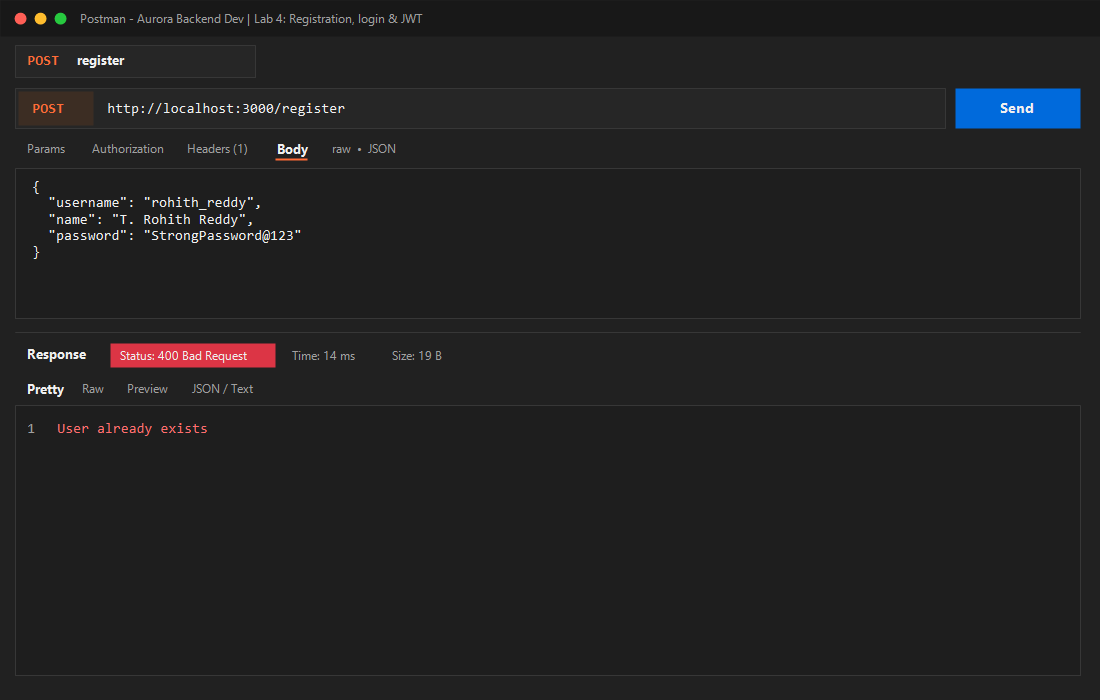 Postman - Aurora Backend Dev | Lab 4: Registration, login & JWT
POST register
POST http://localhost:3000/register Send
Params Authorization Headers (1) Body raw • JSON
{
"username": "rohith_reddy",
"name": "T. Rohith Reddy",
"password": "StrongPassword@123"
}
Response Status: 400 Bad Request Time: 14 ms Size: 19 B
Pretty Raw Preview JSON / Text
1 User already exists